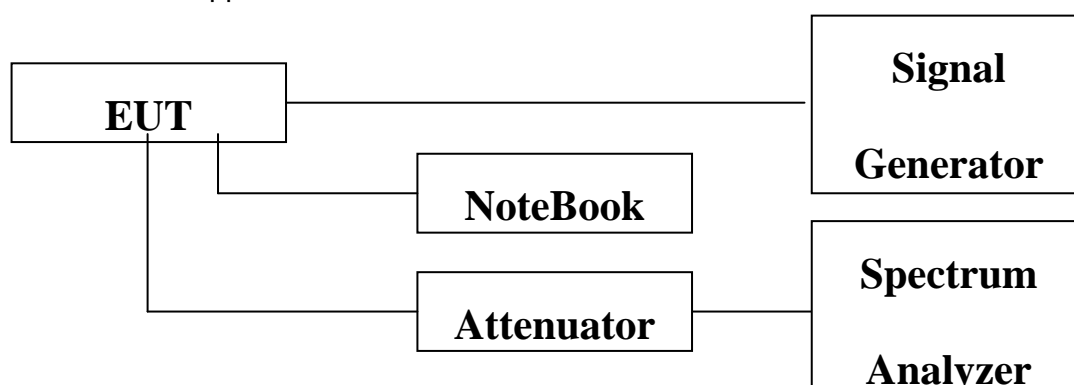 EUT
Signal
Generator
NoteBook
Spectrum
Attenuator
Analyzer